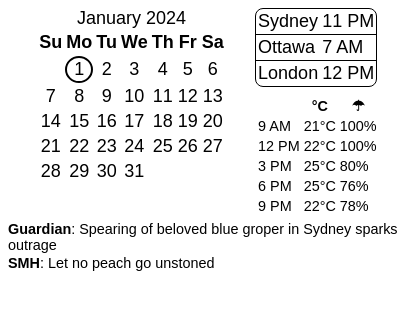 January 2024
Su Mo Tu We Th Fr Sa
1 2 3 4 5 6
7 8 9 10 11 12 13
14 15 16 17 18 19 20
21 22 23 24 25 26 27
28 29 30 31
Sydney 11 PM
Ottawa 7 AM
London 12 PM
°C ☂
9 AM 21°C 100%
12 PM 22°C 100%
3 PM 25°C 80%
6 PM 25°C 76%
9 PM 22°C 78%
Guardian: Spearing of beloved blue groper in Sydney sparks
outrage
SMH: Let no peach go unstoned